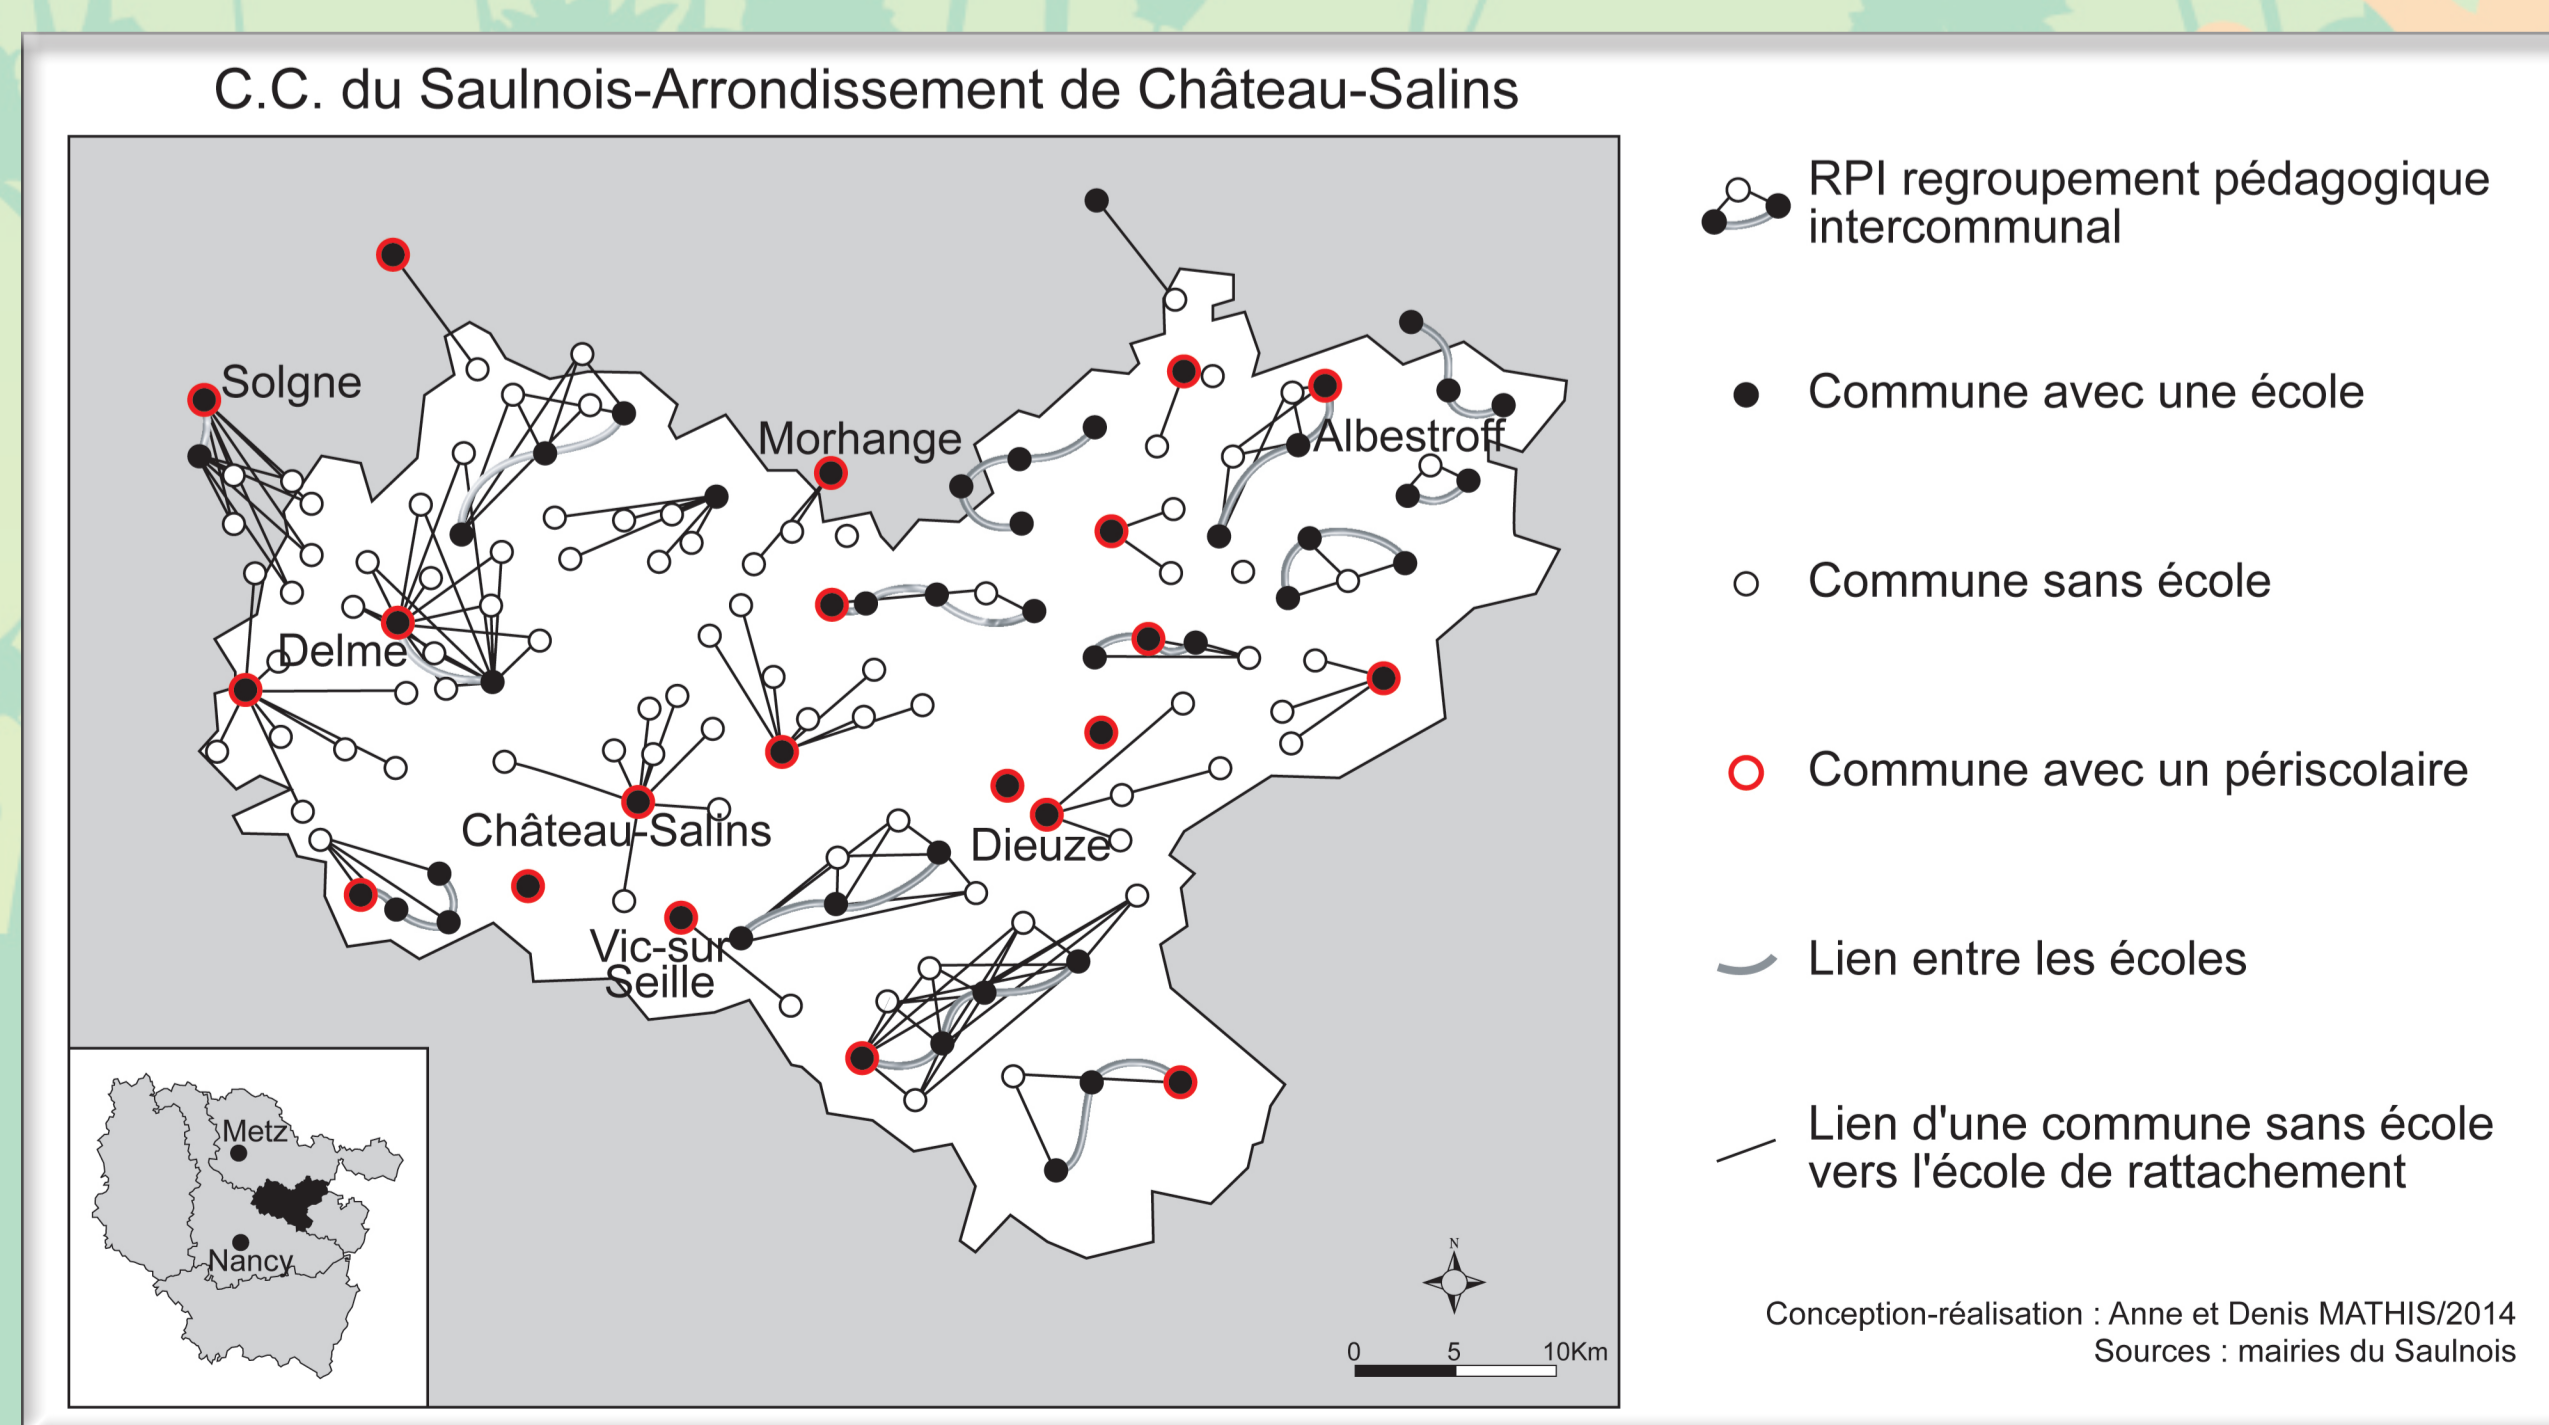 C.C. du Saulnois-Arrondissement de Château-Salins
Solgne
Morhange
Albestroff
Delme
Château-Salins
Dieuze
Vic-sur
Seille
Metz
Nancy
N
0 5 10Km
RPI regroupement pédagogique
intercommunal
Commune avec une école
Commune sans école
Commune avec un périscolaire
Lien entre les écoles
Lien d'une commune sans école
vers l'école de rattachement
Conception-réalisation : Anne et Denis MATHIS/2014
Sources : mairies du Saulnois